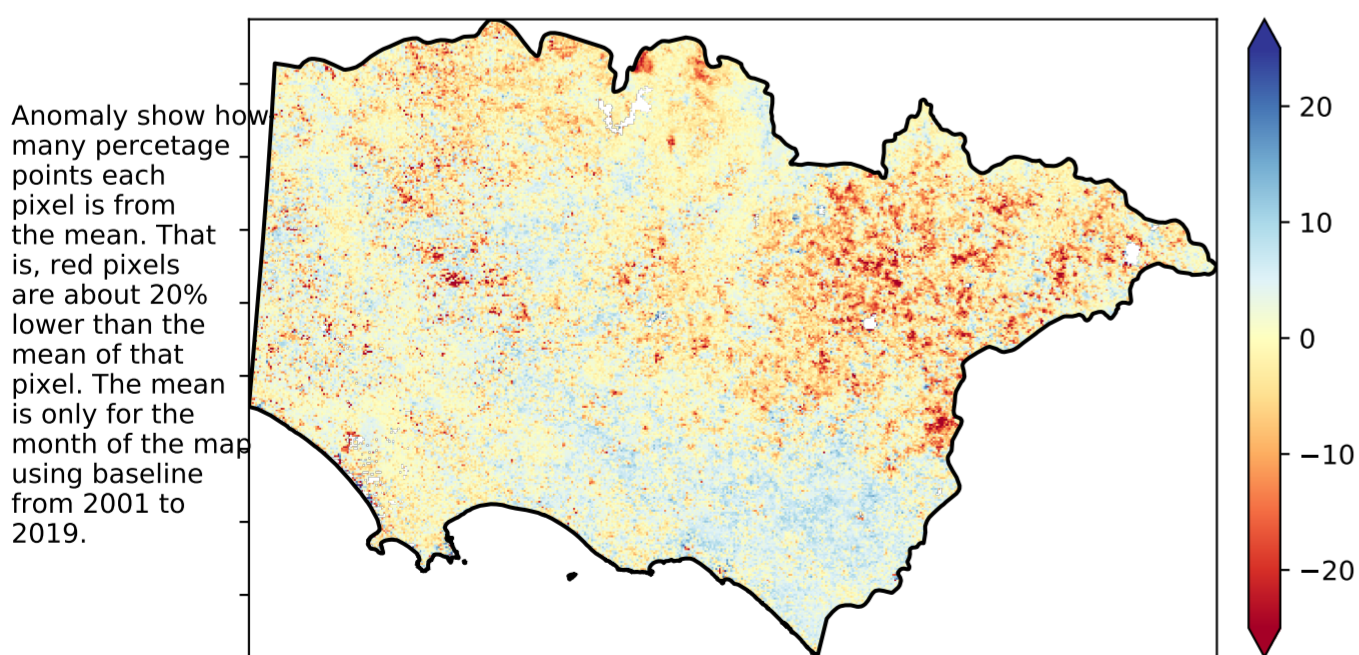 Anomaly show how
many percetage
points each
pixel is from
the mean. That
is, red pixels
are about 20%
lower than the
mean of that
pixel. The mean
is only for the
month of the map
using baseline
from 2001 to
2019.
20
10
0
−10
−20